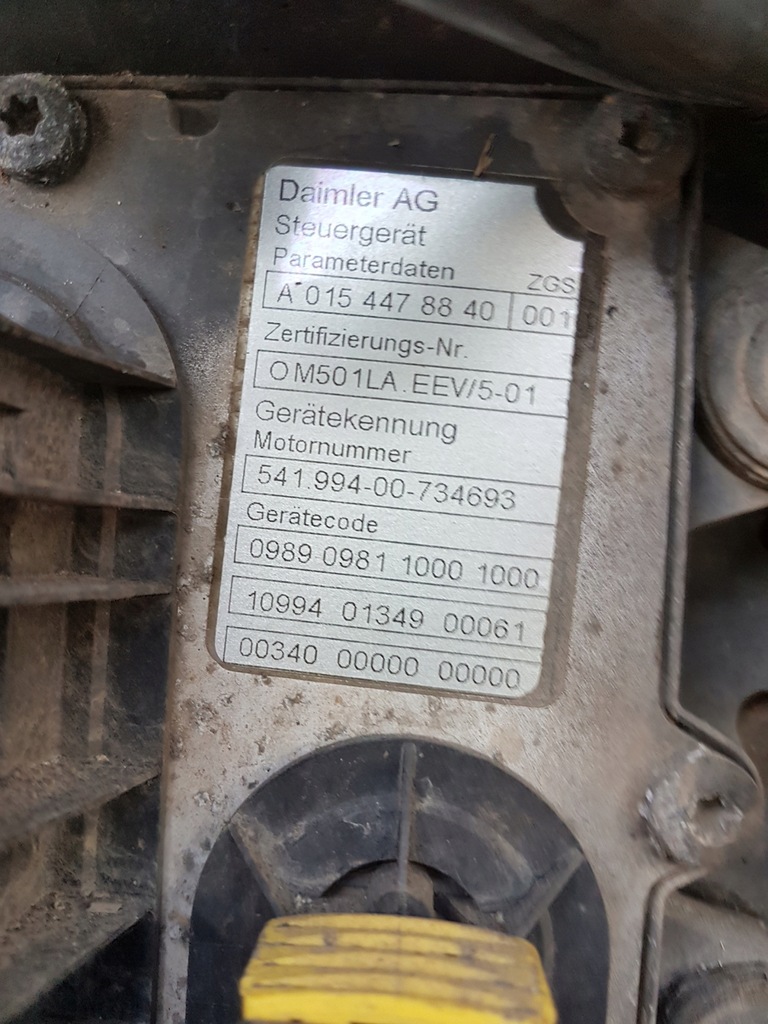 Daimler AG
Steuergerät
Parameterdaten ZGS
A 015 447 88 40 001
Zertifizierungs-Nr.
OM501LA.EEV/5-01
Gerätekennung
Motornummer
541.994-00-734693
Gerätecode
0989 0981 1000 1000
10994 01349 00061
00340 00000 00000